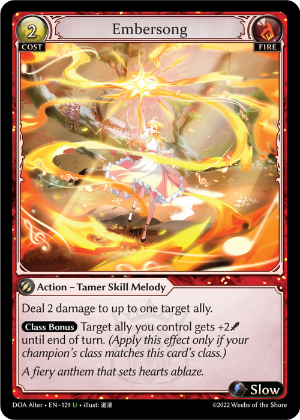 2
COST
Embersong
FIRE
Action – Tamer Skill Melody
Deal 2 damage to up to one target ally.
Class Bonus Target ally you control gets +2
until end of turn. (Apply this effect only if your
champion's class matches this card's class.)
A fiery anthem that sets hearts ablaze.
Slow
DOA Alter • EN-129 U • illust:
©2022 Weebs of the Shore